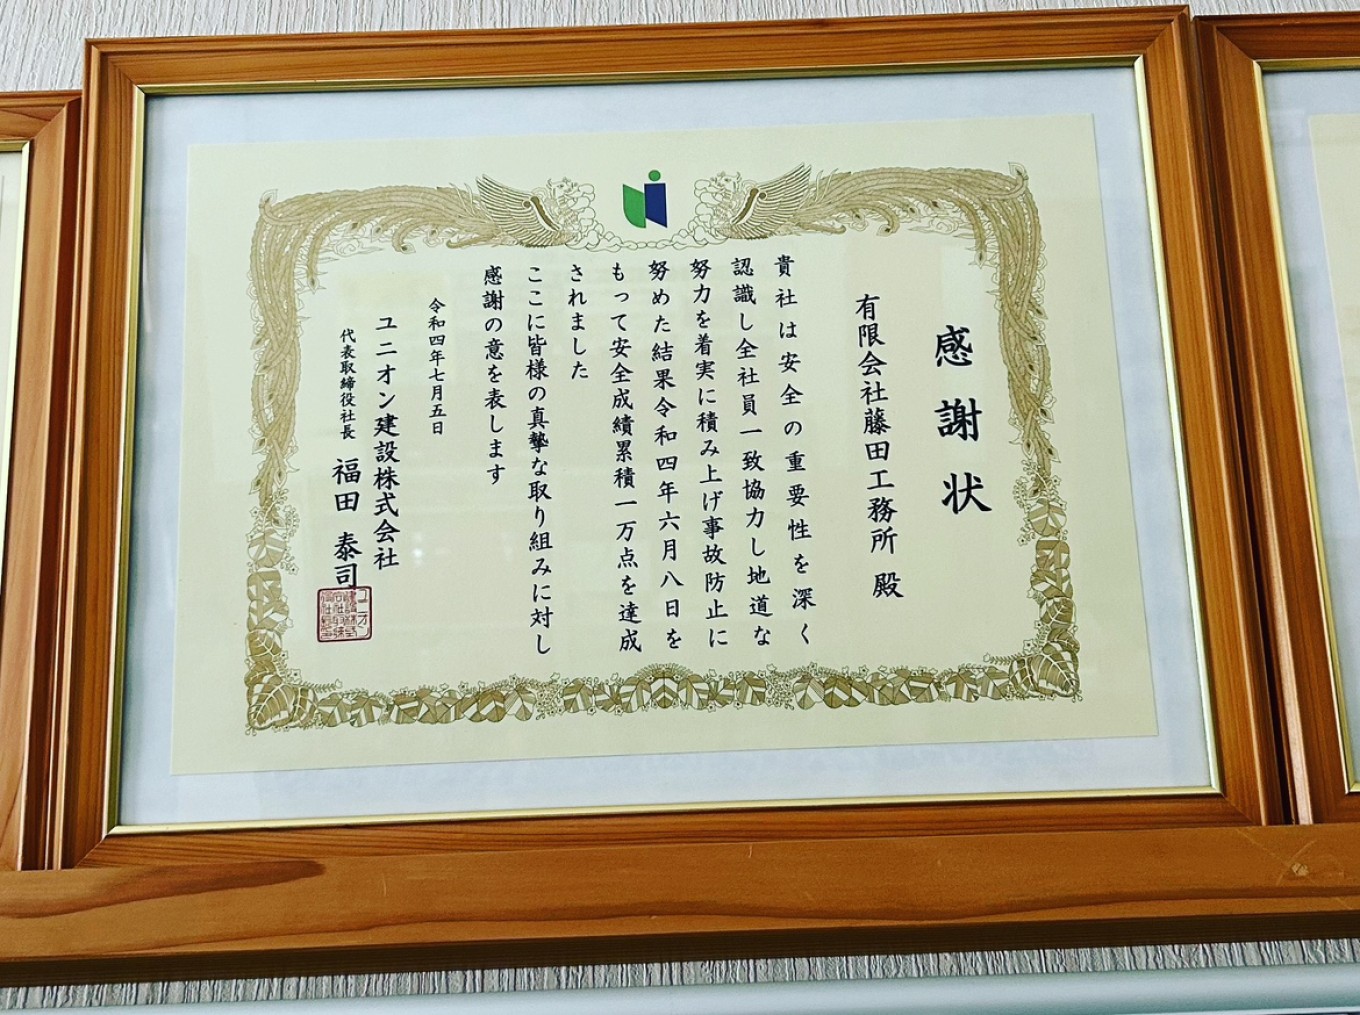 感謝状
有限会社藤田工務所 殿
貴社は安全の重要性を深く
認識し全社員一致協力し地道な
努力を着実に積み上げ事故防止に
努めた結果令和四年六月八日を
もって安全成績累積一万点を達成
されました
ここに皆様の真摯な取り組みに対し
感謝の意を表します
令和四年七月五日
ユニオン建設株式会社
代表取締役社長 福田 泰司